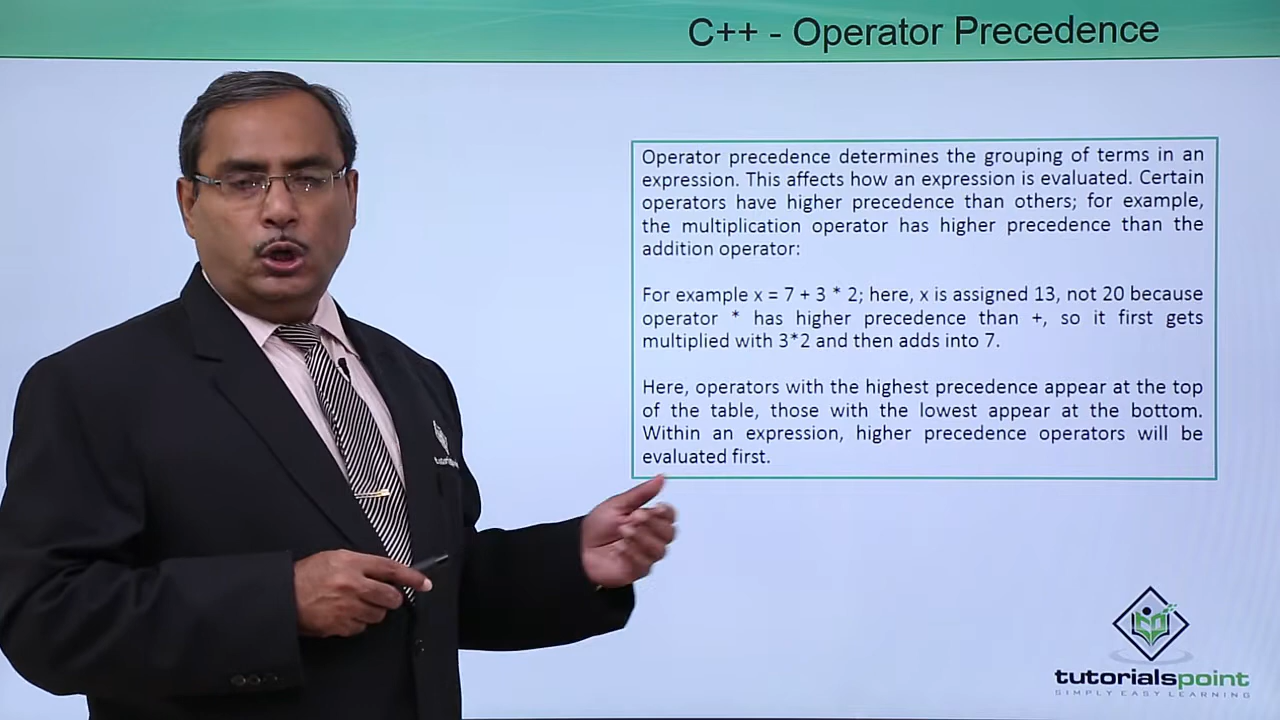 C++ - Operator Precedence
Operator precedence determines the grouping of terms in an
expression. This affects how an expression is evaluated. Certain
operators have higher precedence than others; for example,
the multiplication operator has higher precedence than the
addition operator:
For example x = 7 + 3 * 2; here, x is assigned 13, not 20 because
operator * has higher precedence than +, so it first gets
multiplied with 3*2 and then adds into 7.
Here, operators with the highest precedence appear at the top
of the table, those with the lowest appear at the bottom.
Within an expression, higher precedence operators will be
evaluated first.
tutorialspoint
SIMPLY EASY LEARNING